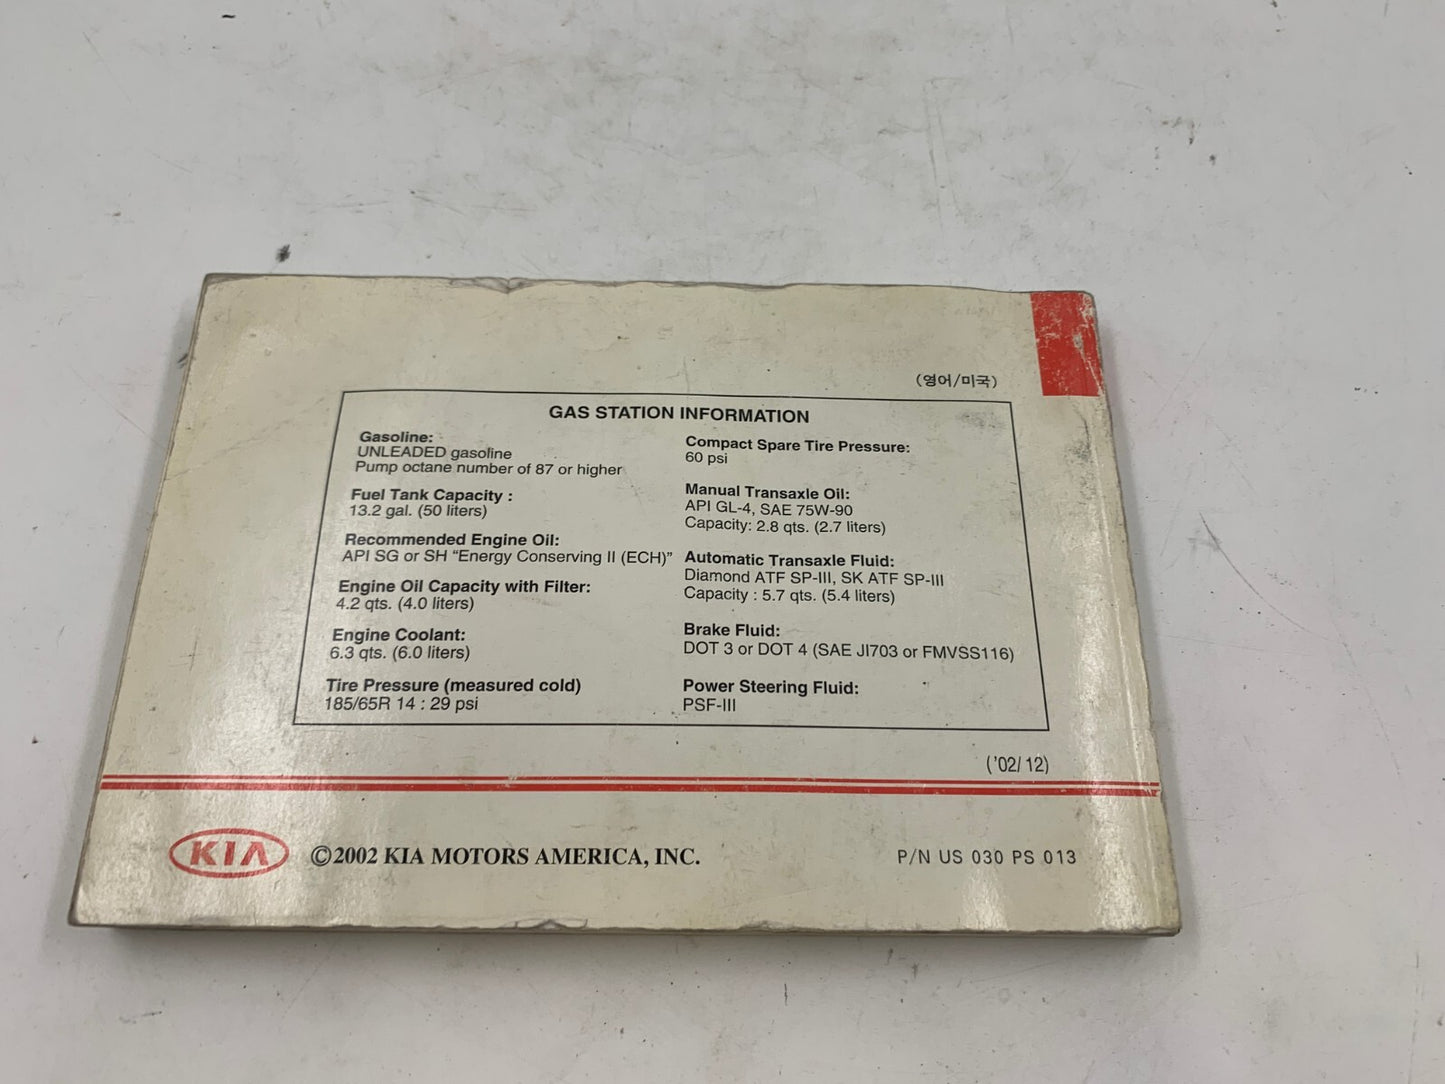 (영어/미국)
GAS STATION INFORMATION
Gasoline:
UNLEADED gasoline
Pump octane number of 87 or higher
Fuel Tank Capacity :
13.2 gal. (50 liters)
Recommended Engine Oil:
API SG or SH “Energy Conserving II (ECH)”
Engine Oil Capacity with Filter:
4.2 qts. (4.0 liters)
Engine Coolant:
6.3 qts. (6.0 liters)
Tire Pressure (measured cold)
185/65R 14 : 29 psi
Compact Spare Tire Pressure:
60 psi
Manual Transaxle Oil:
API GL-4, SAE 75W-90
Capacity: 2.8 qts. (2.7 liters)
Automatic Transaxle Fluid:
Diamond ATF SP-III, SK ATF SP-III
Capacity : 5.7 qts. (5.4 liters)
Brake Fluid:
DOT 3 or DOT 4 (SAE JI703 or FMVSS116)
Power Steering Fluid:
PSF-III
('02/12)
KIA ©2002 KIA MOTORS AMERICA, INC.
P/N US 030 PS 013